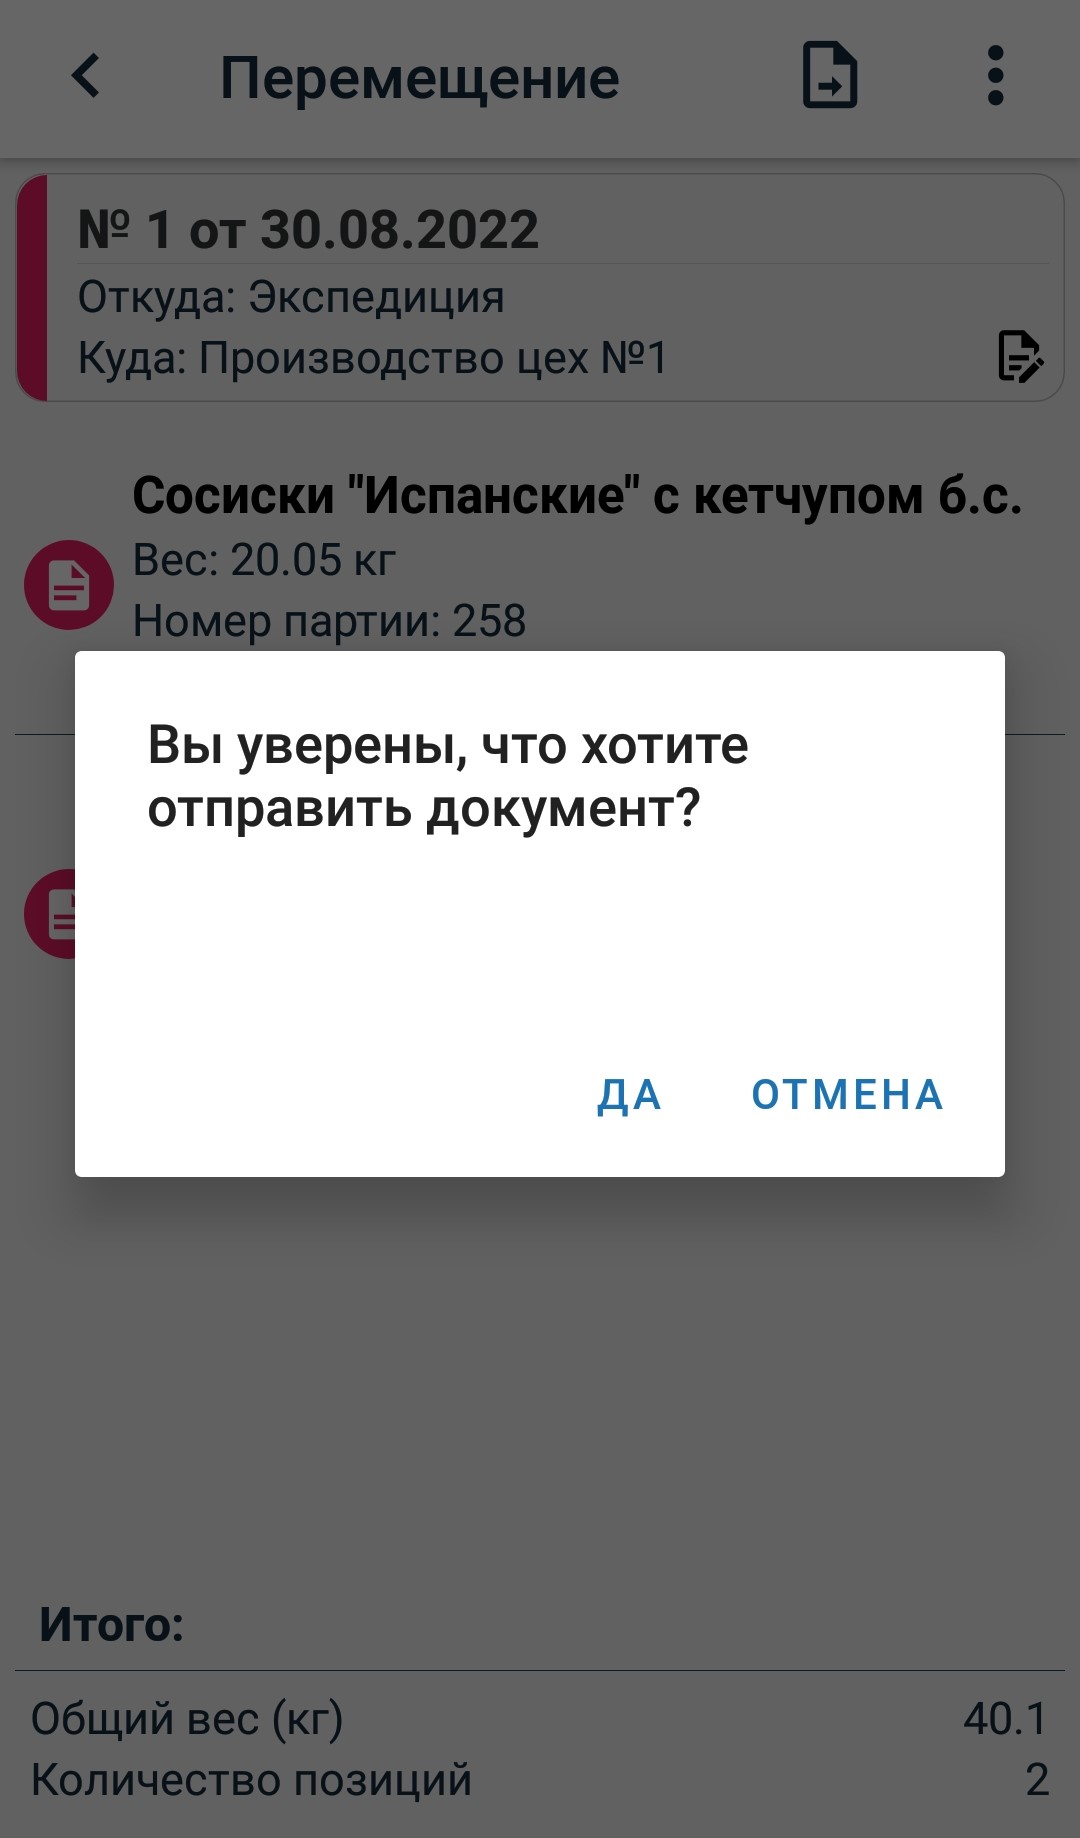 Перемещение
№ 1 от 30.08.2022
Откуда: Экспедиция
Куда: Производство цех №1
Сосиски "Испанские" с кетчупом б.с.
Вес: 20.05 кг
Номер партии: 258
Вы уверены, что хотите
отправить документ?
ДА ОТМЕНА
Итого:
Общий вес (кг) 40.1
Количество позиций 2